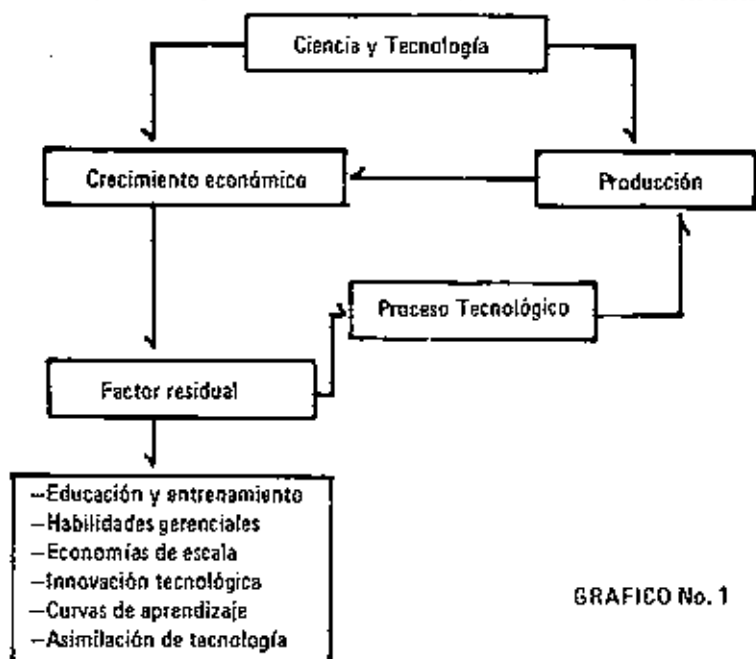 Ciencia y Tecnología
Crecimiento económico
Producción
Proceso Tecnológico
Factor residual
—Educación y entrenamiento
—Habilidades gerenciales
—Economías de escala
—Innovación tecnológica
—Curvas de aprendizaje
—Asimilación de tecnología
GRAFICO No. 1